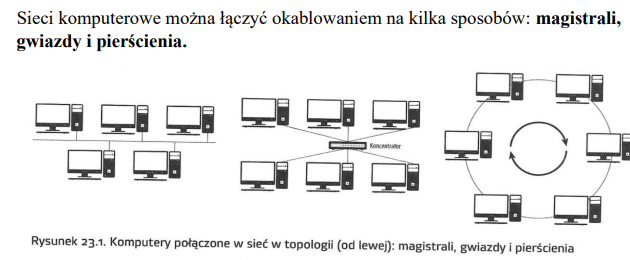 Sieci komputerowe można łączyć okablowaniem na kilka sposobów: magistrali,
gwiazdy i pierścienia.
Koncentrator
Rysunek 23.1. Komputery połączone w sieć w topologii (od lewej): magistrali, gwiazdy i pierścienia